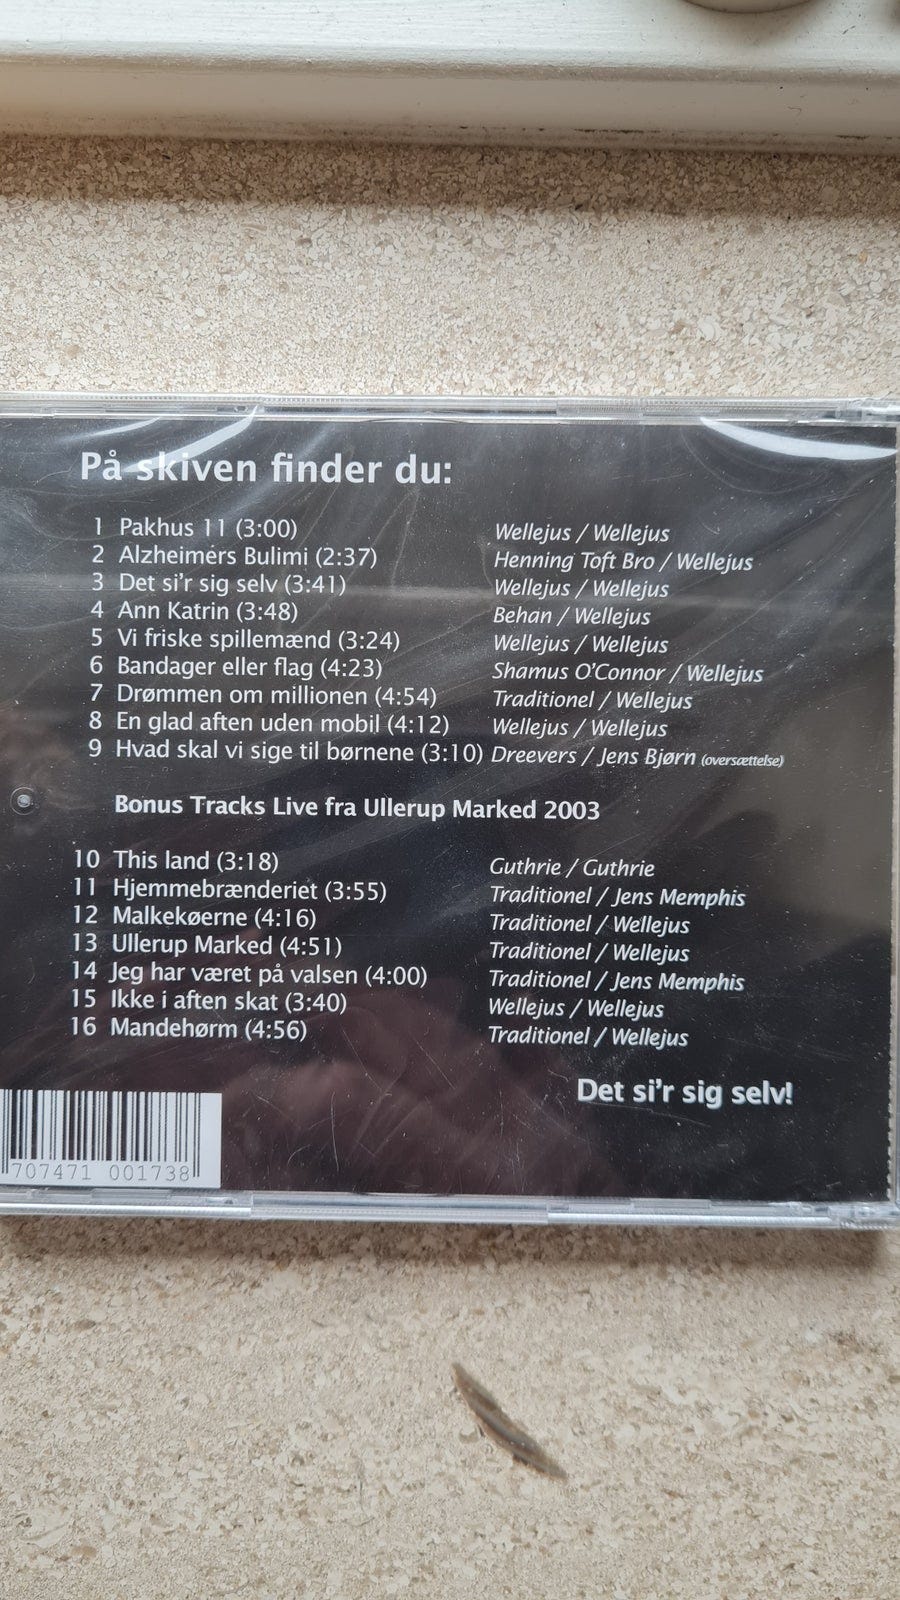 På skiven finder du:
1 Pakhus 11 (3:00) Wellejus / Wellejus
2 Alzheimérs Bulimi (2:37) Henning Toft Bro / Wellejus
3 Det si'r sig selv (3:41) Wellejus / Wellejus
4 Ann Katrin (3:48) Behan / Wellejus
5 Vi friske spillemænd (3:24) Wellejus / Wellejus
6 Bandager eller flag (4:23) Shamus O'Connor / Wellejus
7 Drømmen om millionen (4:54) Traditionel / Wellejus
8 En glad aften uden mobil (4:12) Wellejus / Wellejus
9 Hvad skal vi sige til børnene (3:10) Dreevers / Jens Bjørn (oversættelse)
Bonus Tracks Live fra Ullerup Marked 2003
10 This land (3:18) Guthrie / Guthrie
11 Hjemmebrænderiet (3:55) Traditionel / Jens Memphis
12 Malkekøerne (4:16) Traditionel / Wellejus
13 Ullerup Marked (4:51) Traditionel / Wellejus
14 Jeg har været på valsen (4:00) Traditionel / Jens Memphis
15 Ikke i aften skat (3:40) Wellejus / Wellejus
16 Mandehørm (4:56) Traditionel / Wellejus
Det si'r sig selv!
707471 001738